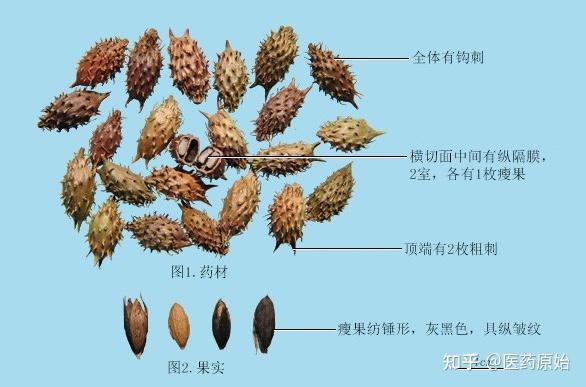 全体有钩刺
横切面中间有纵隔膜，
2室，各有1枚瘦果
顶端有2枚粗刺
图1.药材
瘦果纺锤形，灰黑色，具纵皱纹
图2.果实
知乎 @医药原始